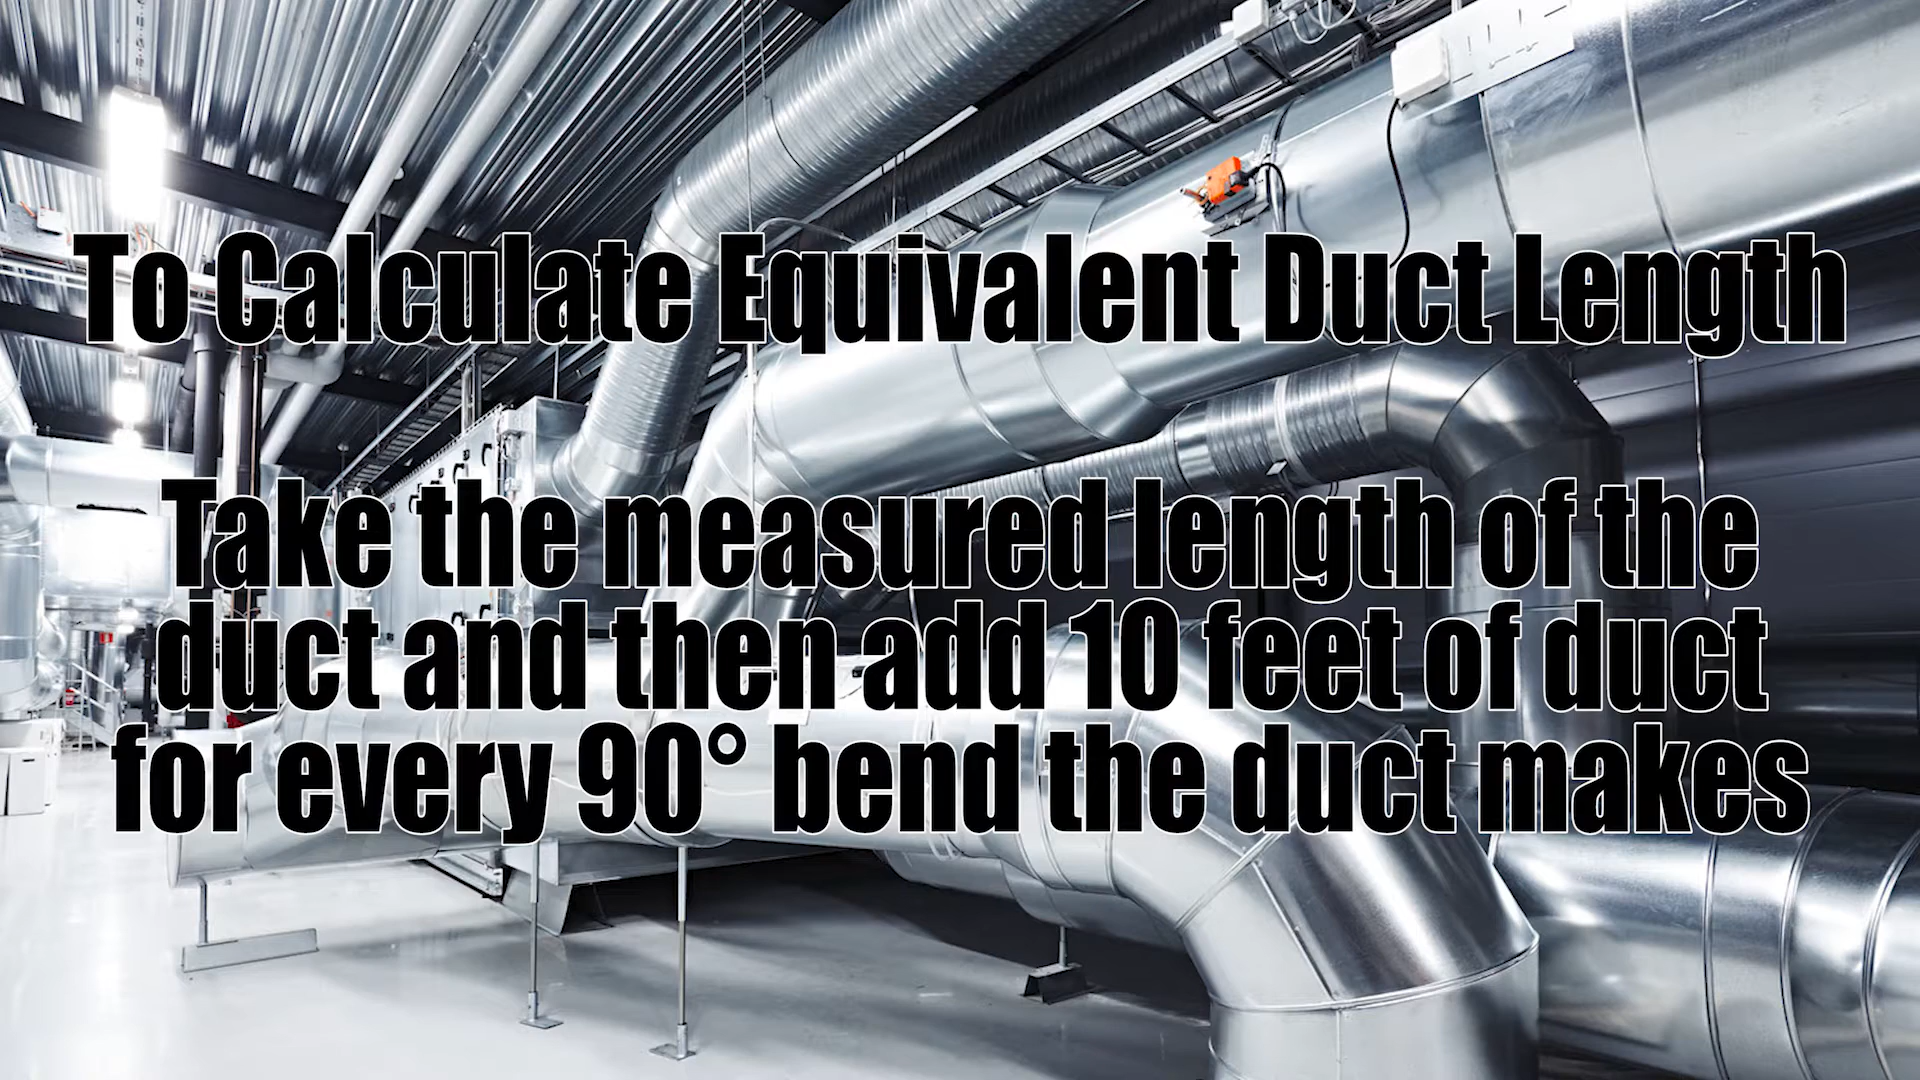 To Calculate Equivalent Duct Length
Take the measured length of the
duct and then add 10 feet of duct
for every 90° bend the duct makes